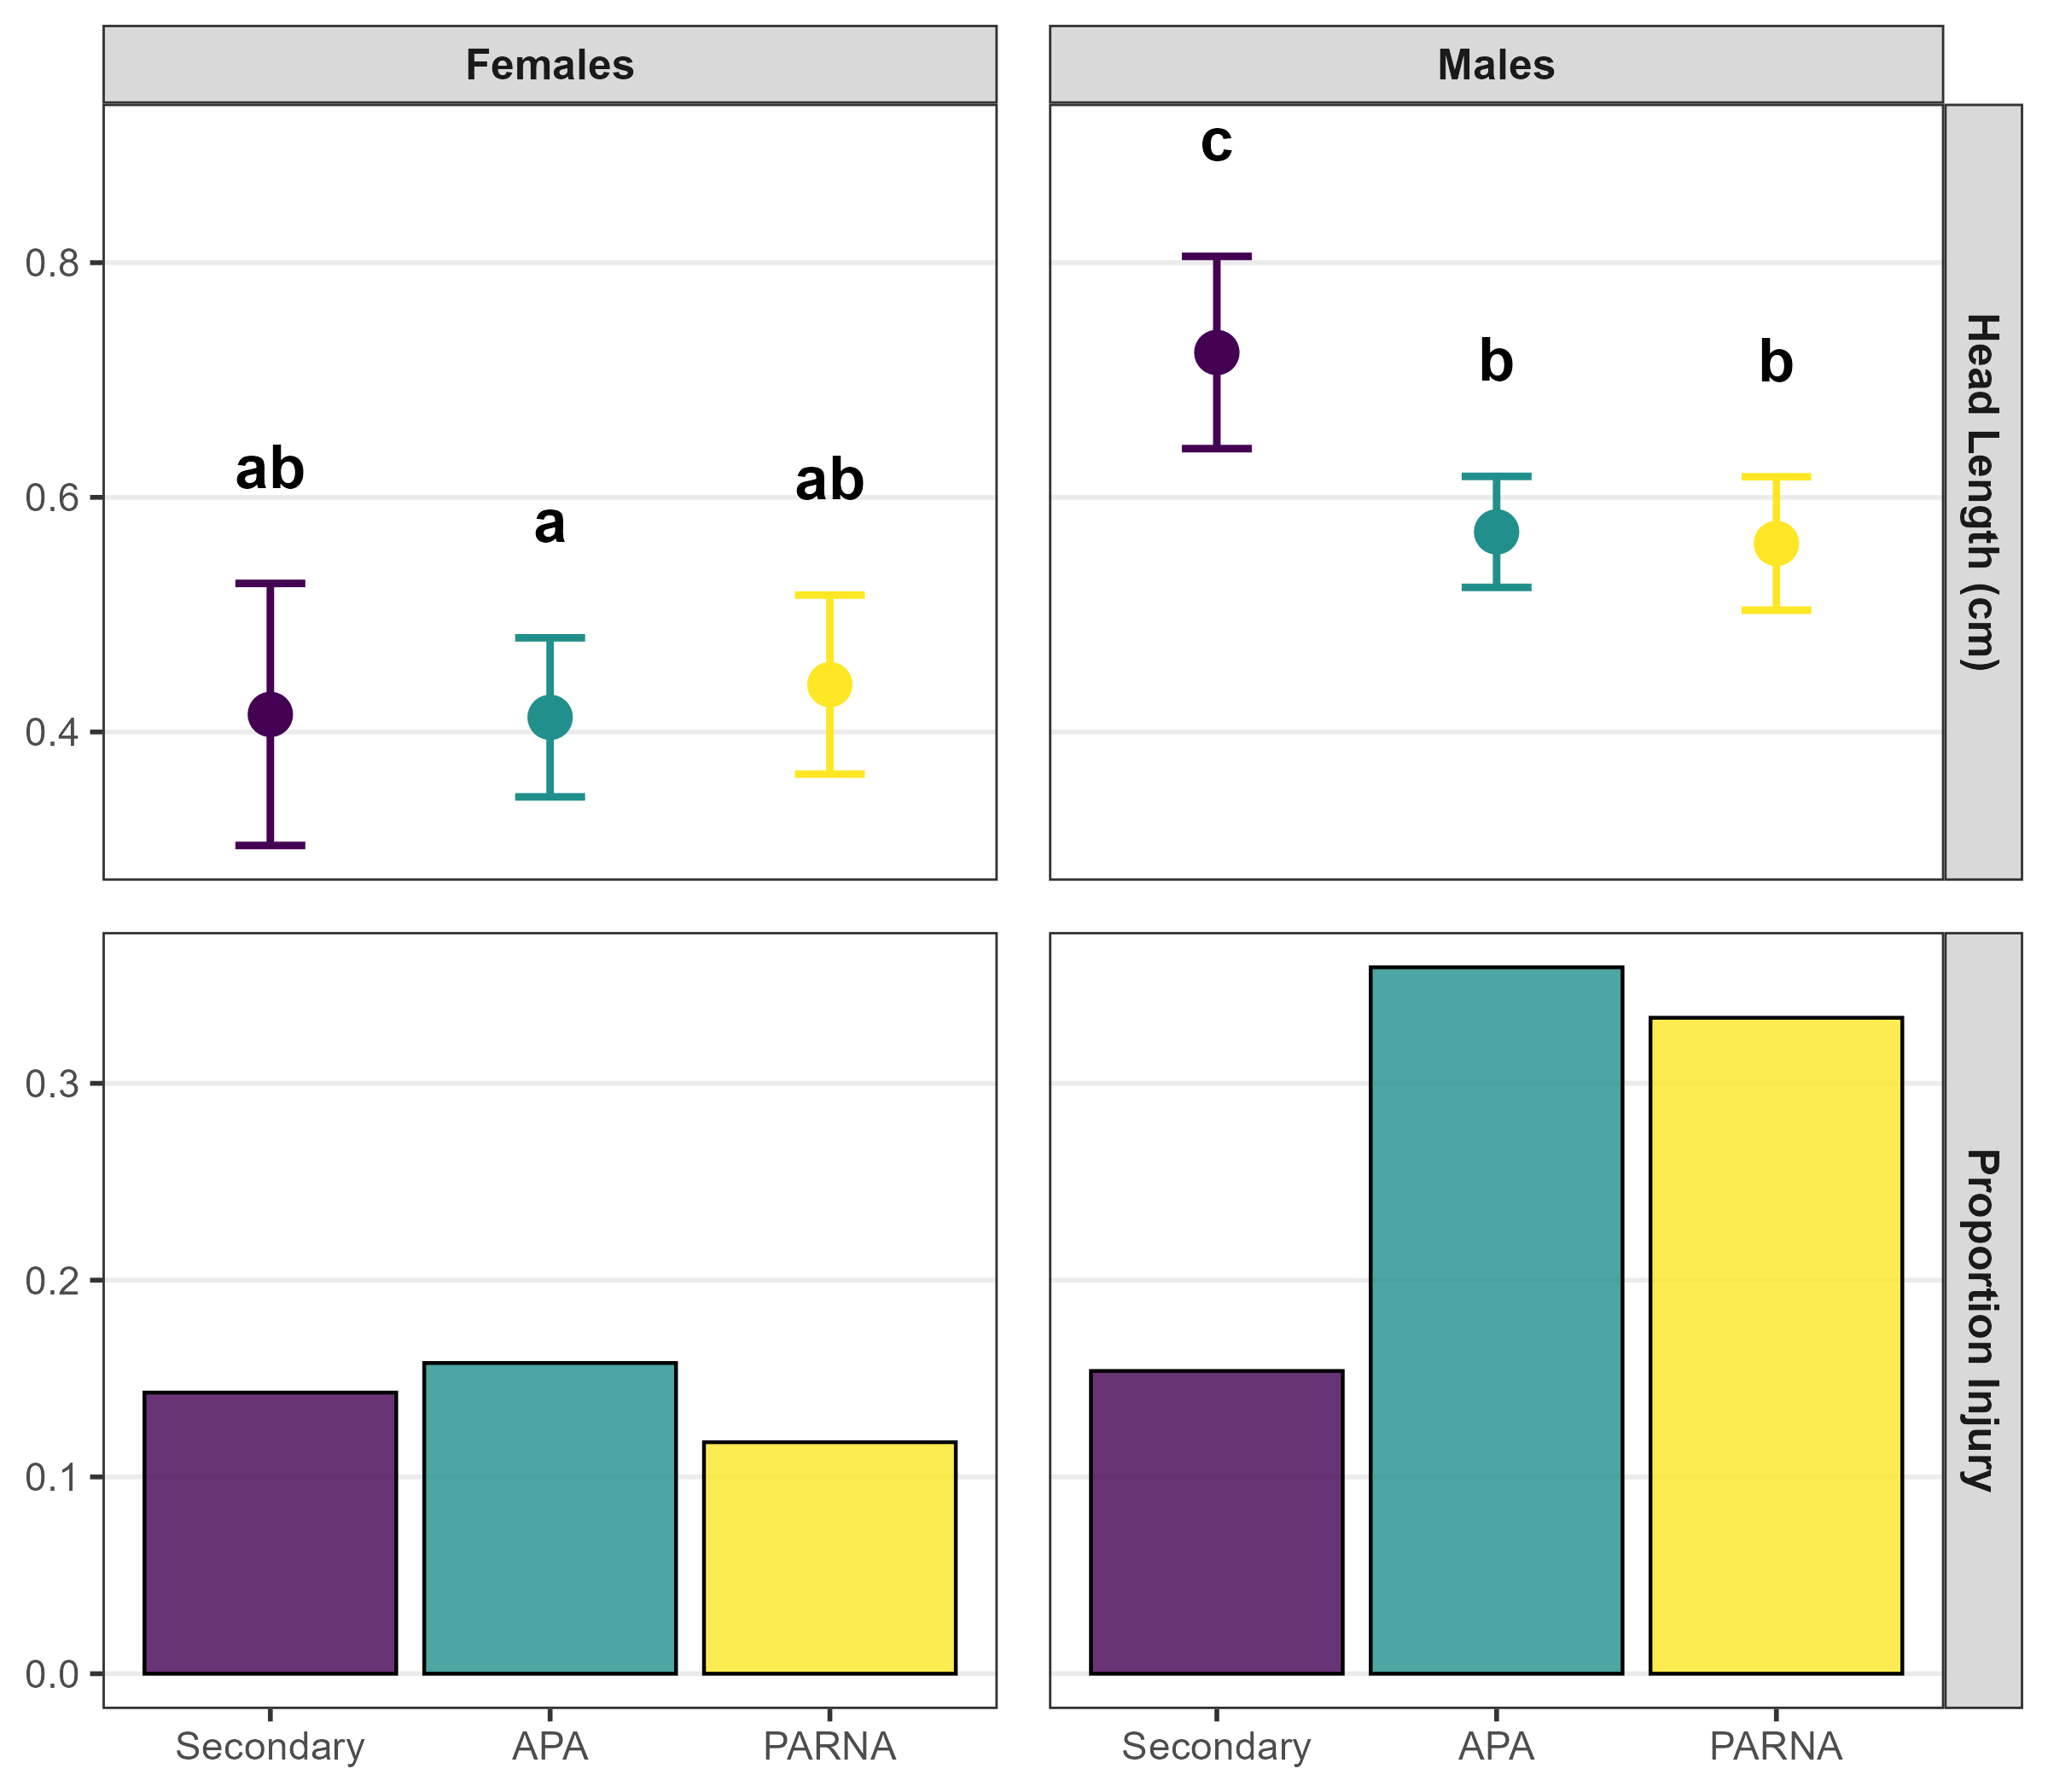 Females
Males
c
0.8
b
b
ab
ab
0.6
a
0.4
Head Length (cm)
0.3
0.2
0.1
0.0
Proportion Injury
Secondary
APA
PARNA
Secondary
APA
PARNA